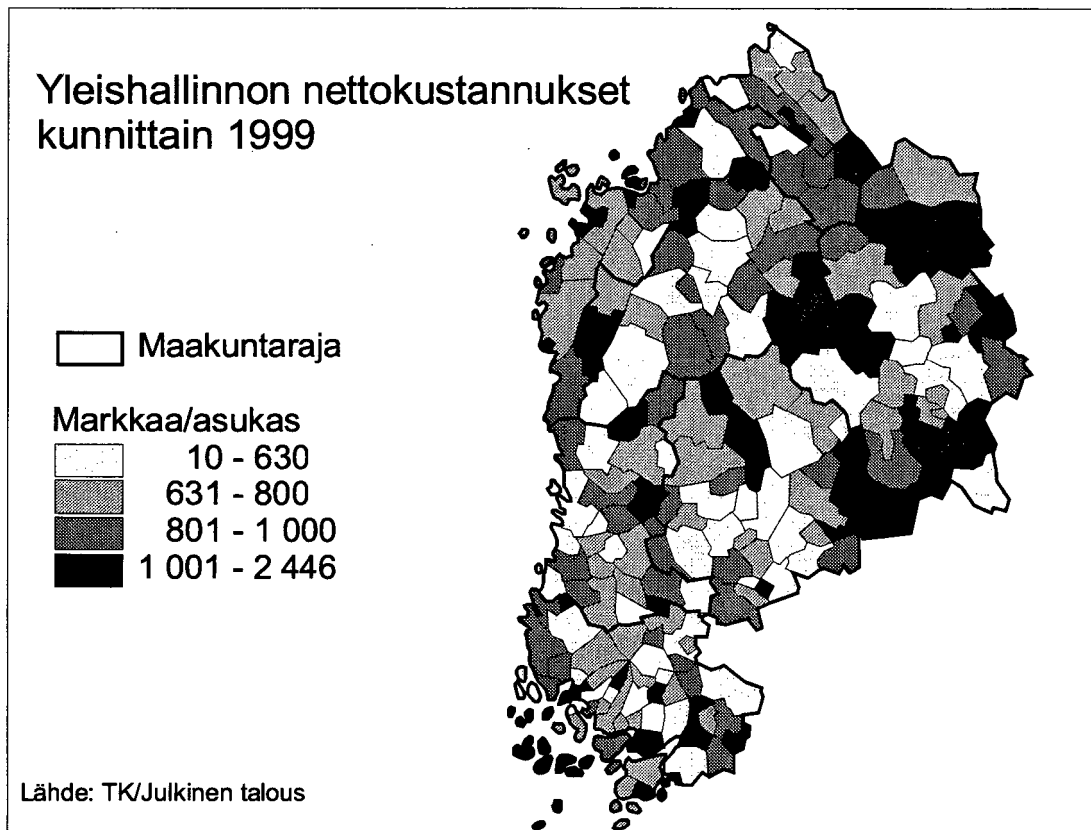 Yleishallinnon nettokustannukset
kunnittain 1999
Maakuntaraja
Markkaa/asukas
10 - 630
631 - 800
801 - 1 000
1 001 - 2 446
Lähde: TK/Julkinen talous